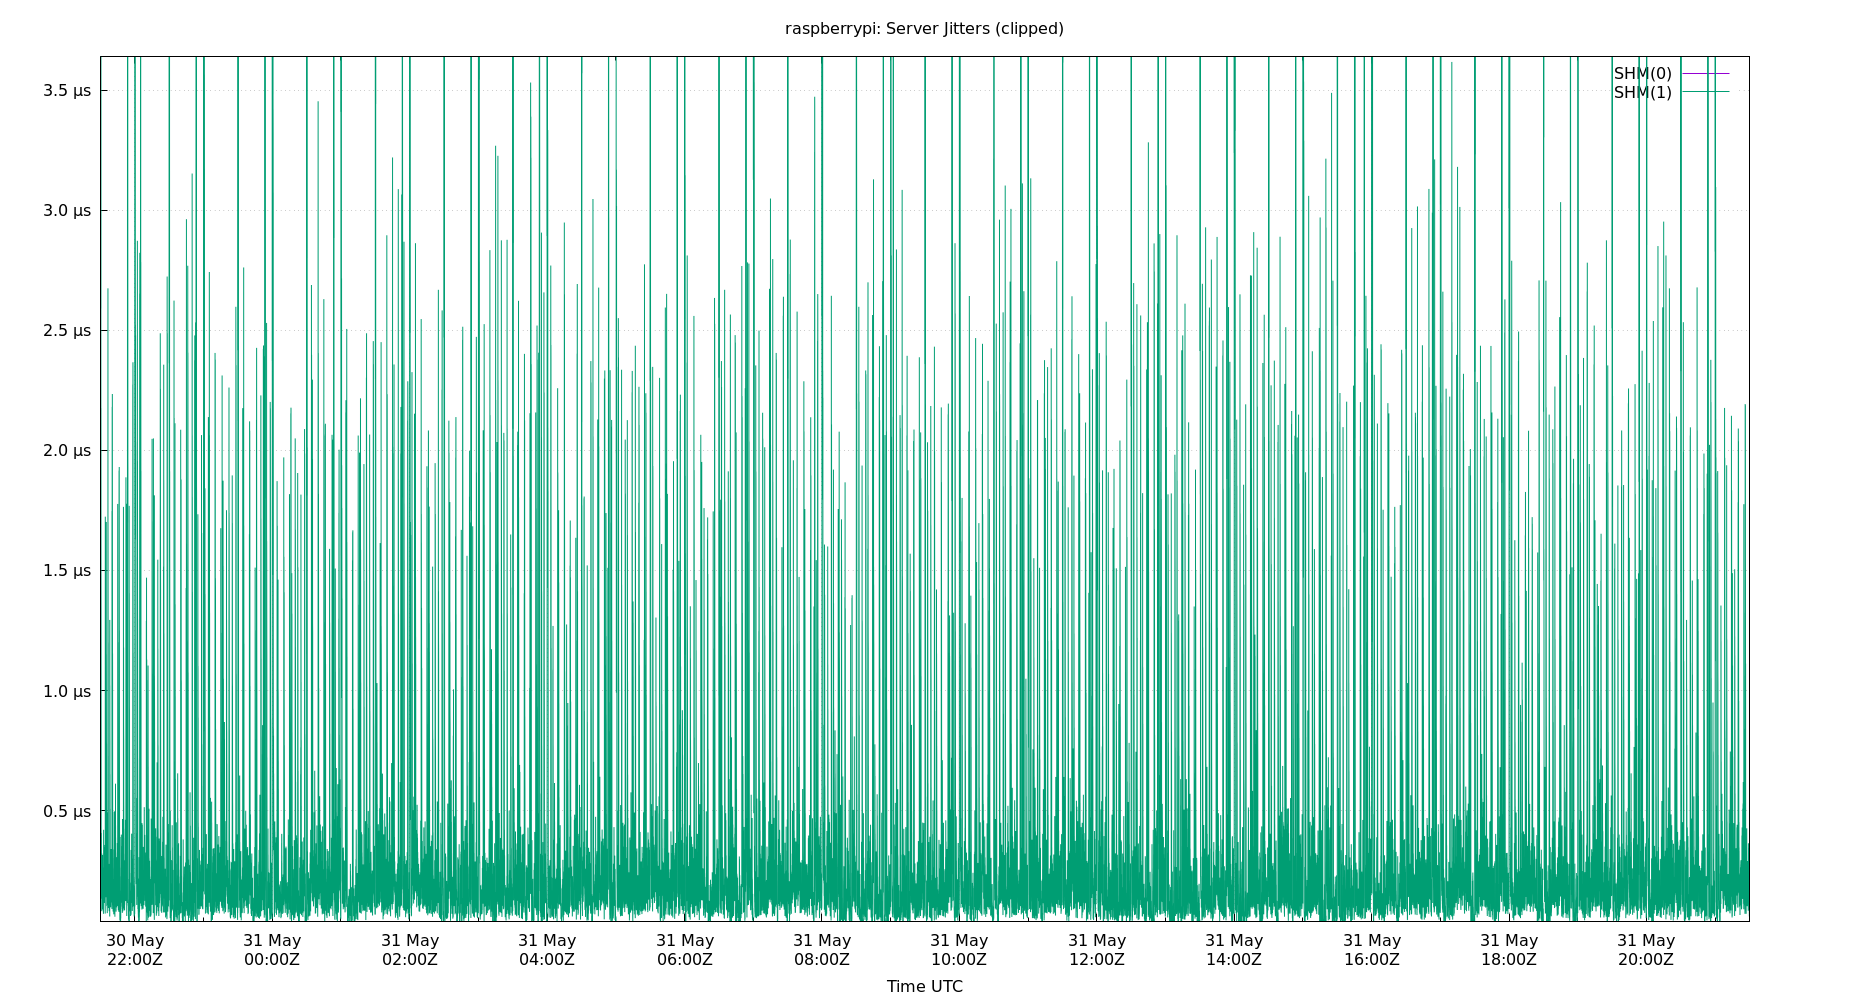 raspberrypi: Server Jitters (clipped)
SHM(0)
SHM(1)
3.5 µs
3.0 µs
2.5 µs
2.0 µs
1.5 µs
1.0 µs
0.5 µs
30 May 31 May 31 May 31 May 31 May 31 May 31 May 31 May 31 May 31 May 31 May 31 May
22:00Z 00:00Z 02:00Z 04:00Z 06:00Z 08:00Z 10:00Z 12:00Z 14:00Z 16:00Z 18:00Z 20:00Z
Time UTC